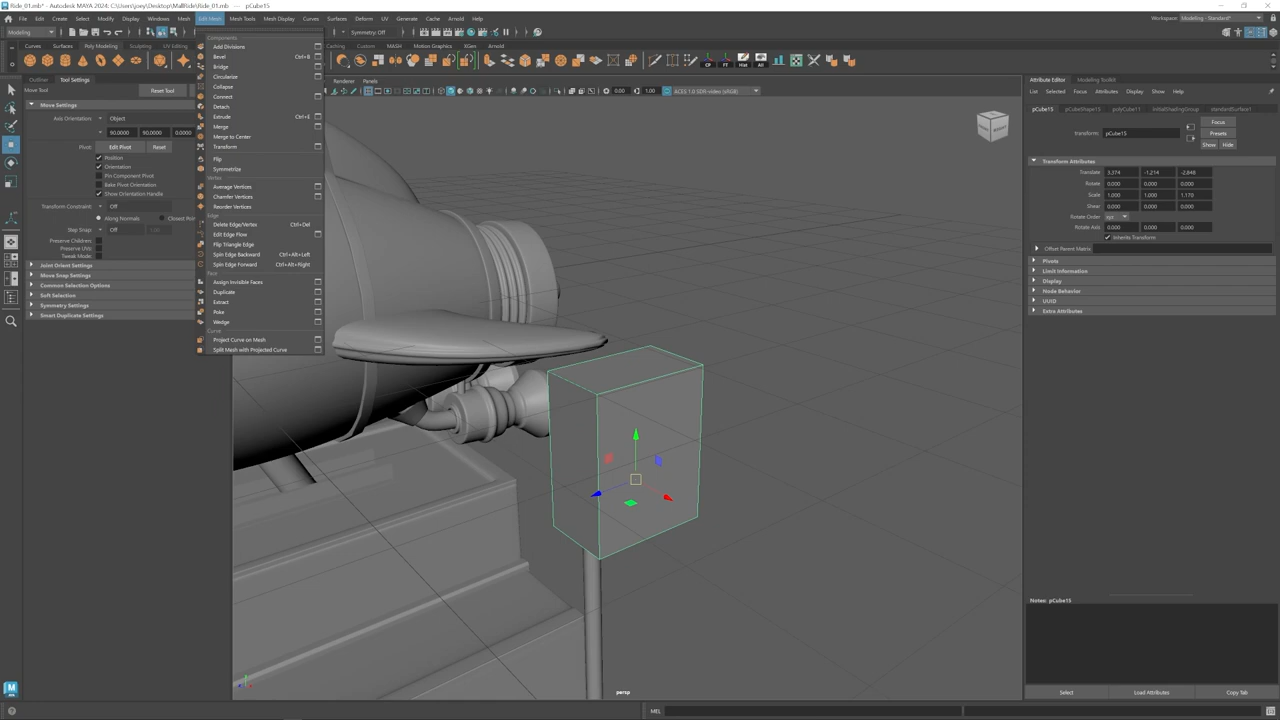 Ride_01.mb* - Autodesk MAYA 2024: C:\Users\joey\Desktop\MallRide\Ride_01.mb* --- pCube15
File Edit Create Select Modify Display Windows Mesh Edit Mesh Mesh Tools Mesh Display Curves Surfaces Deform UV Generate Cache Arnold Help
Workspace: Modelling - Standard*
Modeling
Symmetry: Off
Curves Surfaces Poly Modeling Sculpting UV Editing Caching MASH Motion Graphics XGen Arnold
CP FT Hist All
Outliner Tool Settings
Move Tool Reset Tool
Move Settings
Axis Orientation: Object
90.0000 90.0000 0.0000
Pivot: Edit Pivot Reset
Position
Orientation
Pin Component Pivot
Bake Pivot Orientation
Show Orientation Handle
Transform Constraint: Off
Along Normals Closest Poi
Step Snap: Off
Preserve Children:
Preserve UVs:
Tweak Mode:
Joint Orient Settings
Move Snap Settings
Common Selection Options
Soft Selection
Symmetry Settings
Smart Duplicate Settings
Components
Add Divisions
Bevel Ctrl+B
Bridge
Circularize
Collapse
Connect
Detach
Extrude Ctrl+E
Merge
Merge to Center
Transform
Flip
Symmetrize
Vertex
Average Vertices
Chamfer Vertices
Reorder Vertices
Edge
Delete Edge/Vertex Ctrl+Del
Edit Edge Flow
Flip Triangle Edge
Spin Edge Backward Ctrl+Alt+Left
Spin Edge Forward Ctrl+Alt+Right
Face
Assign Invisible Faces
Duplicate
Extract
Poke
Wedge
Curve
Project Curve on Mesh
Split Mesh with Projected Curve
Renderer Panels
0.00 1.00 ACES 1.0 SDR-video (sRGB)
persp
Attribute Editor Modeling Toolkit
List Selected Focus Attributes Display Show Help
pCube15 pCubeShape13 polyCube11 initialShadingGroup standardSurface1
transform: pCube15
Focus
Presets
Show Hide
Transform Attributes
Translate 3.374 -1.214 -2.848
Rotate 0.000 0.000 0.000
Scale 1.000 1.000 1.170
Shear 0.000 0.000 0.000
Rotate Order xyz
Rotate Axis 0.000 0.000 0.000
Inherits Transform
Offset Parent Matrix
Pivots
Limit Information
Display
Node Behavior
UUID
Extra Attributes
Notes: pCube15
Select Load Attributes Copy Tab
MEL